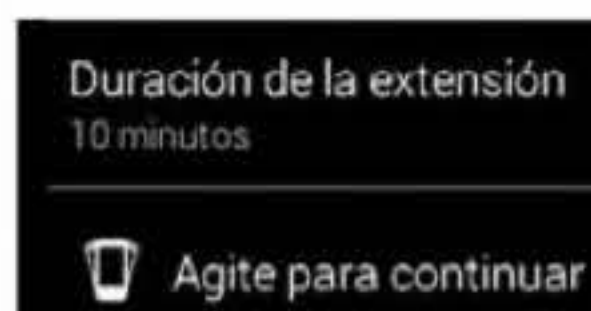 Duración de la extensión
10 minutos
Agite para continuar